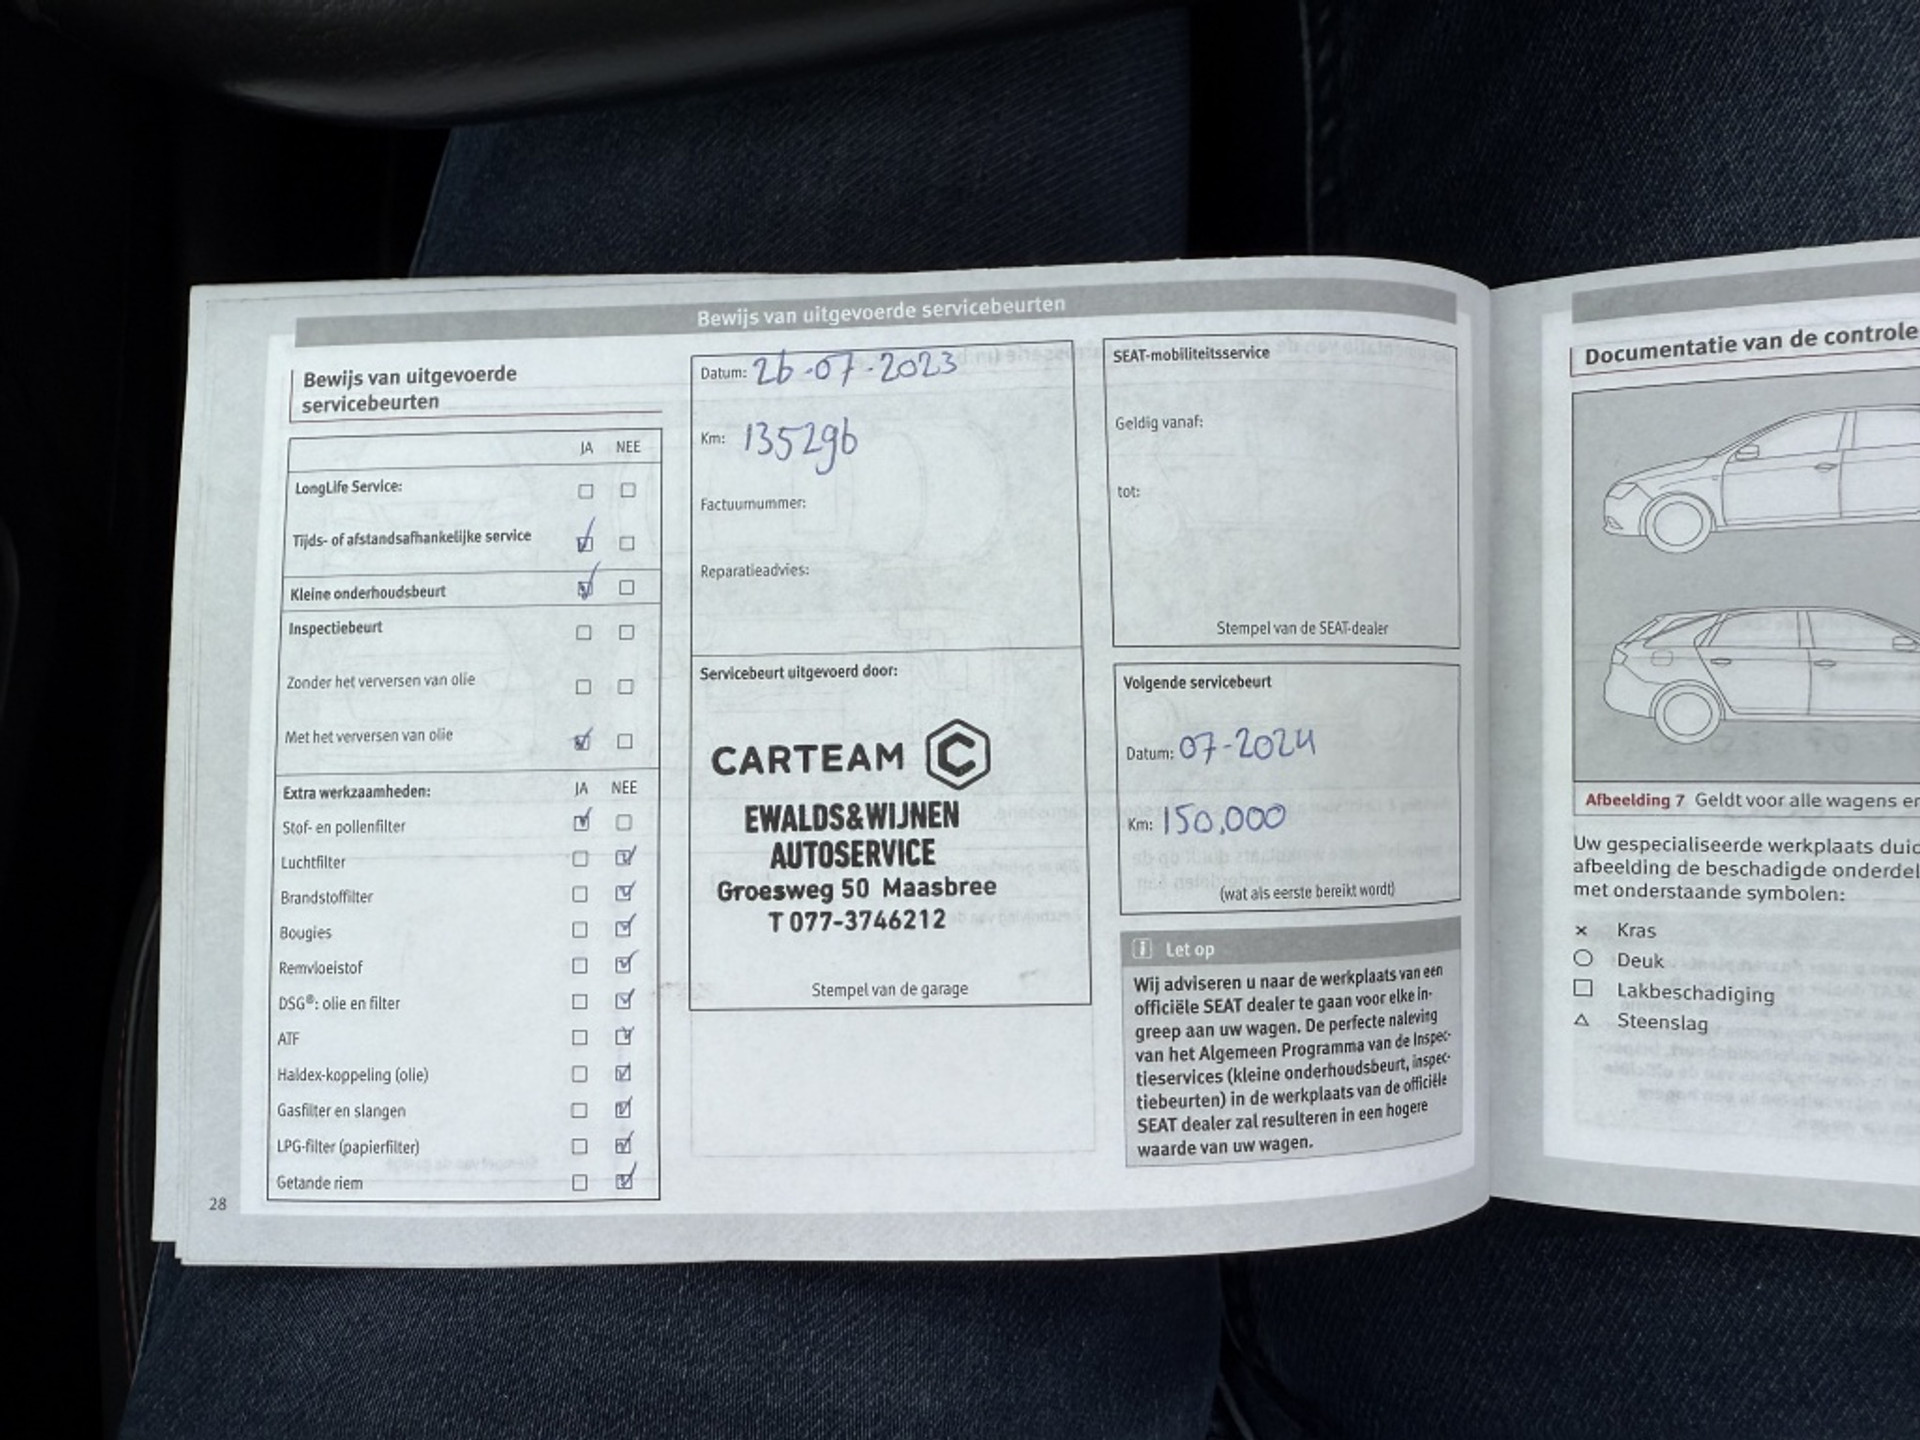 Bewijs van uitgevoerde servicebeurten
Bewijs van uitgevoerde
servicebeurten
JA NEE
LongLife Service:
Tijds- of afstandsafhankelijke service
Kleine onderhoudsbeurt
Inspectiebeurt
Zonder het verversen van olie
Met het verversen van olie
Extra werkzaamheden: JA NEE
Stof- en pollenfilter
Luchtfilter
Brandstoffilter
Bougies
Remvloeistof
DSG®: olie en filter
ATF
Haldex-koppeling (olie)
Gasfilter en slangen
LPG-filter (papierfilter)
Getande riem
28
Datum: 26-07-2023
Km: 135296
Factuurnummer:
Reparatieadvies:
Servicebeurt uitgevoerd door:
CARTEAM C
EWALDS&WIJNEN
AUTOSERVICE
Groesweg 50 Maasbree
T 077-3746212
Stempel van de garage
SEAT-mobiliteitsservice
Geldig vanaf:
tot:
Stempel van de SEAT-dealer
Volgende servicebeurt
Datum: 07-2024
Km: 150.000
(wat als eerste bereikt wordt)
i Let op
Wij adviseren u naar de werkplaats van een
officiële SEAT dealer te gaan voor elke in-
greep aan uw wagen. De perfecte naleving
van het Algemeen Programma van de Inspec-
tieservices (kleine onderhoudsbeurt, inspec-
tiebeurten) in de werkplaats van de officiële
SEAT dealer zal resulteren in een hogere
waarde van uw wagen.
Documentatie van de controle
Afbeelding 7 Geldt voor alle wagens
Uw gespecialiseerde werkplaats
afbeelding de beschadigde
met onderstaande symbolen:
× Kras
○ Deuk
□ Lakbeschadiging
△ Steenslag